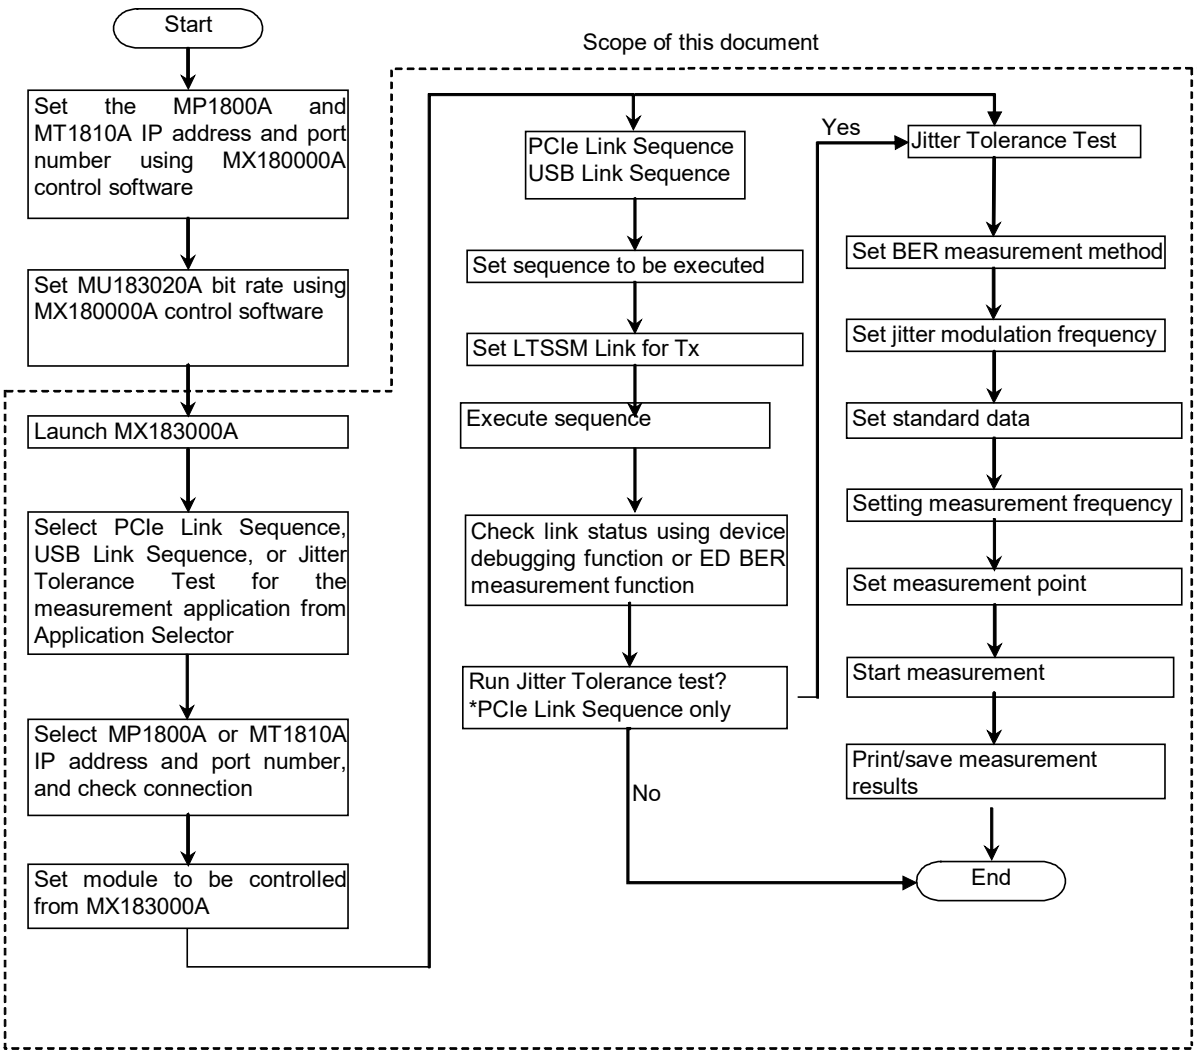 Start
Scope of this document
Set the MP1800A and
MT1810A IP address and port
number using MX180000A
control software
Set MU183020A bit rate using
MX180000A control software
Launch MX183000A
Select PCIe Link Sequence,
USB Link Sequence, or Jitter
Tolerance Test for the
measurement application from
Application Selector
Select MP1800A or MT1810A
IP address and port number,
and check connection
Set module to be controlled
from MX183000A
PCIe Link Sequence
USB Link Sequence
Set sequence to be executed
Set LTSSM Link for Tx
Execute sequence
Check link status using device
debugging function or ED BER
measurement function
Run Jitter Tolerance test?
*PCIe Link Sequence only
Yes
No
Jitter Tolerance Test
Set BER measurement method
Set jitter modulation frequency
Set standard data
Setting measurement frequency
Set measurement point
Start measurement
Print/save measurement
results
End